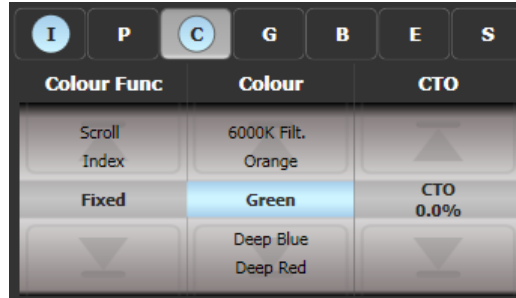 I P C G B E S
Colour Func Colour CTO
Scroll 6000K Filt.
Index Orange
Fixed Green CTO
0.0%
Deep Blue
Deep Red